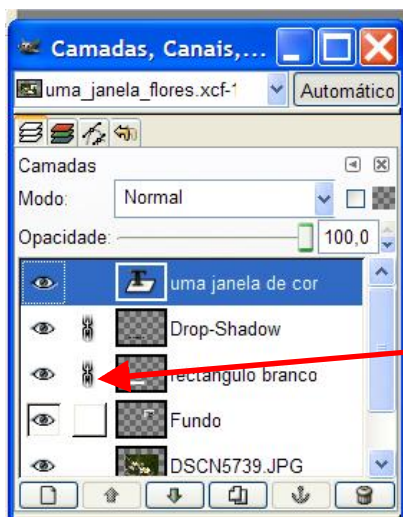 Camadas, Canais,...
uma_janela_flores.xcf-1
Automático
Camadas
Modo: Normal
Opacidade: 100,0
T uma janela de cor
Drop-Shadow
rectangulo branco
Fundo
DSCN5739.JPG